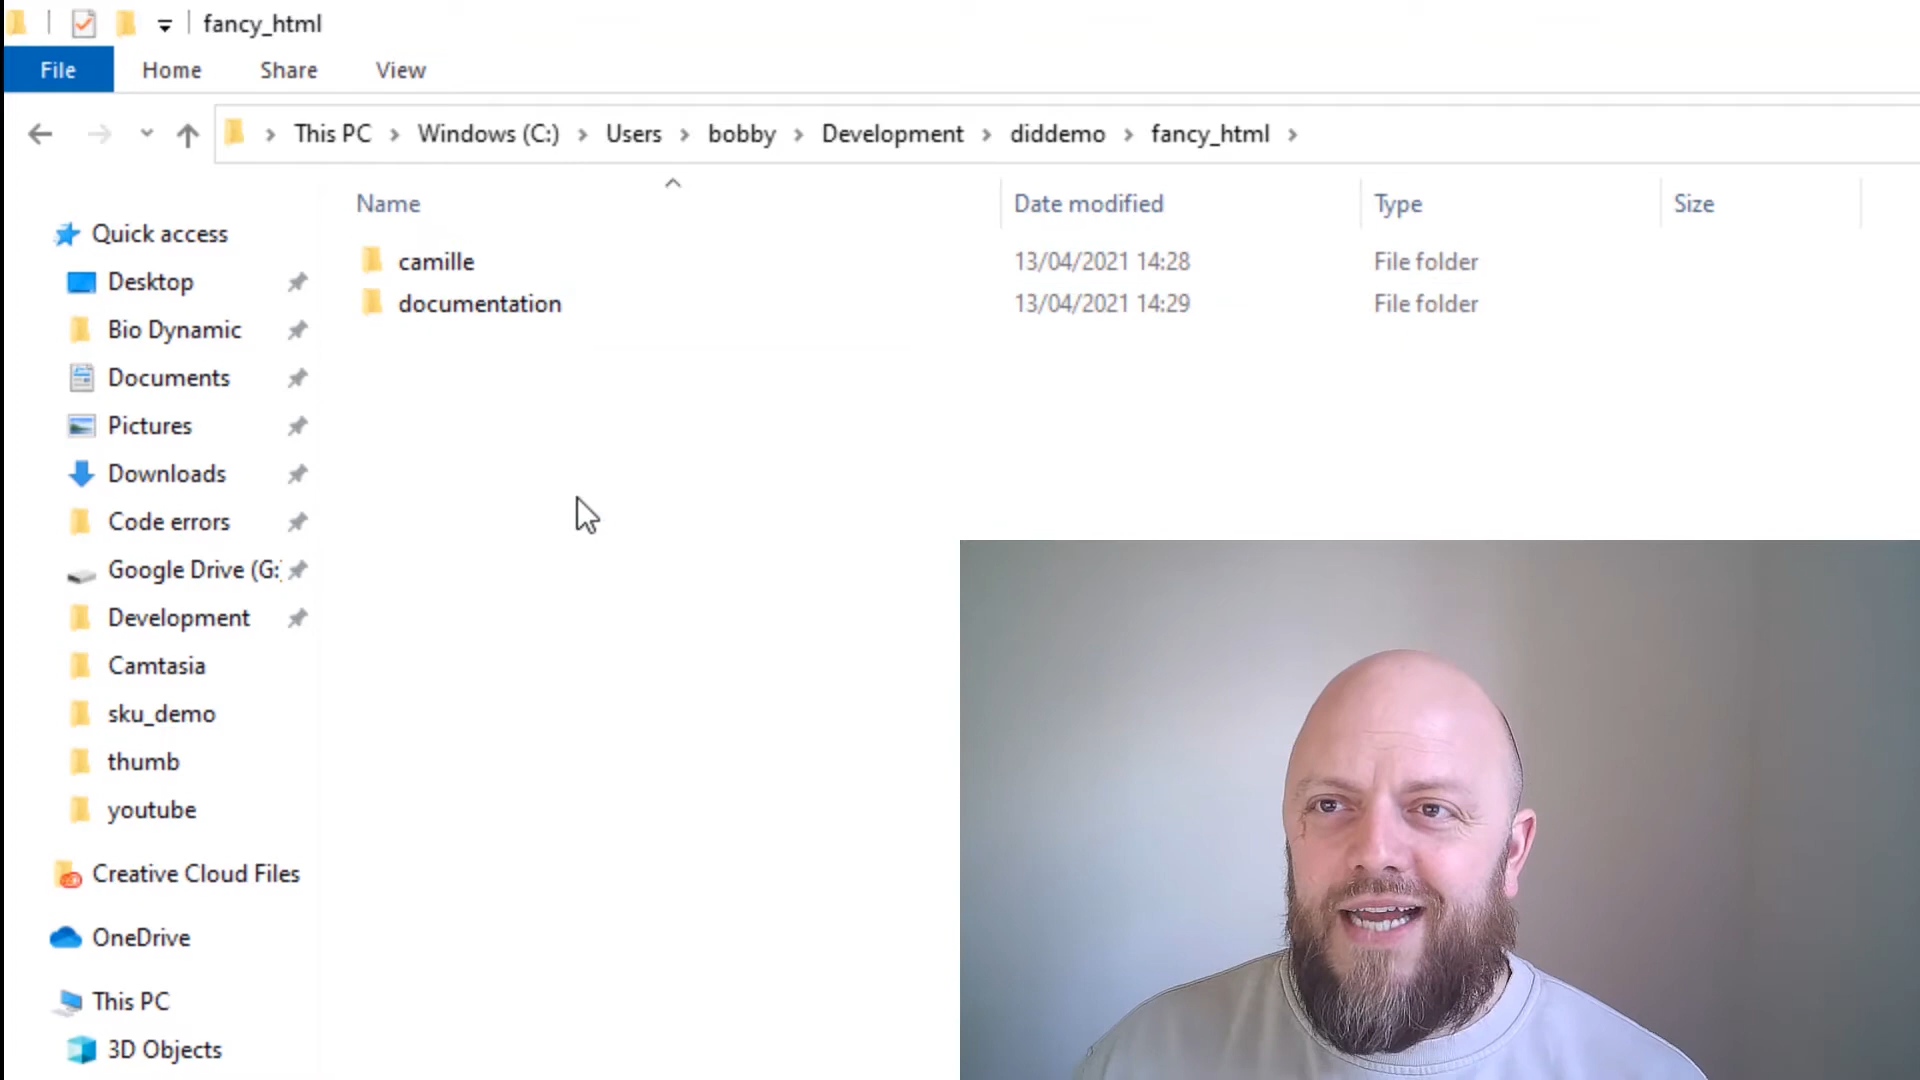 fancy_html
File Home Share View
This PC Windows (C:) Users bobby Development diddemo fancy_html
Name Date modified Type Size
camille 13/04/2021 14:28 File folder
documentation 13/04/2021 14:29 File folder
Quick access
Desktop
Bio Dynamic
Documents
Pictures
Downloads
Code errors
Google Drive (G:
Development
Camtasia
sku_demo
thumb
youtube
Creative Cloud Files
OneDrive
This PC
3D Objects